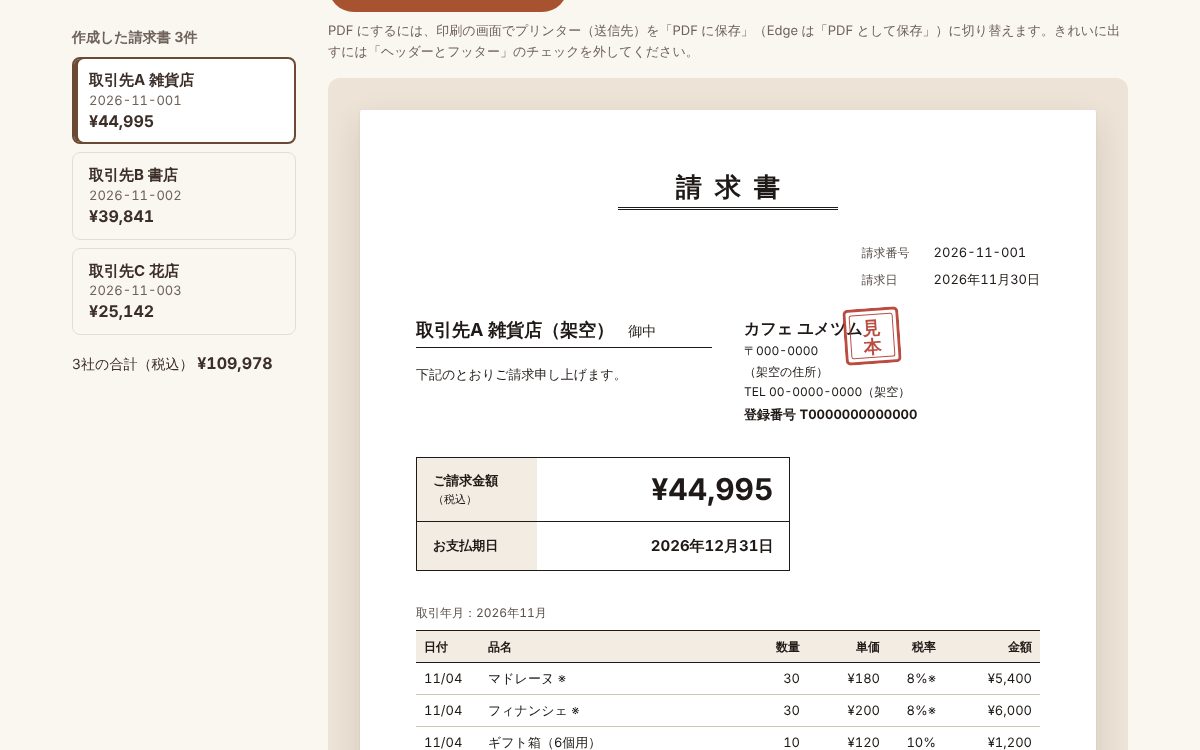 作成した請求書 3件
取引先A 雑貨店
2026-11-001
¥44,995
取引先B 書店
2026-11-002
¥39,841
取引先C 花店
2026-11-003
¥25,142
3社の合計（税込） ¥109,978
PDF にするには、印刷の画面でプリンター（送信先）を「PDF に保存」（Edge は「PDF として保存」）に切り替えます。きれいに出
すには「ヘッダーとフッター」のチェックを外してください。
請求書
請求番号 2026-11-001
請求日 2026年11月30日
取引先A 雑貨店（架空） 御中
下記のとおりご請求申し上げます。
カフェ ユメツム
見本
〒000-0000
（架空の住所）
TEL 00-0000-0000（架空）
登録番号 T0000000000000
ご請求金額
（税込）
¥44,995
お支払期日 2026年12月31日
取引年月：2026年11月
日付 品名 数量 単価 税率 金額
11/04 マドレーヌ ※ 30 ¥180 8%※ ¥5,400
11/04 フィナンシェ ※ 30 ¥200 8%※ ¥6,000
11/04 ギフト箱（6個用） 10 ¥120 10% ¥1,200